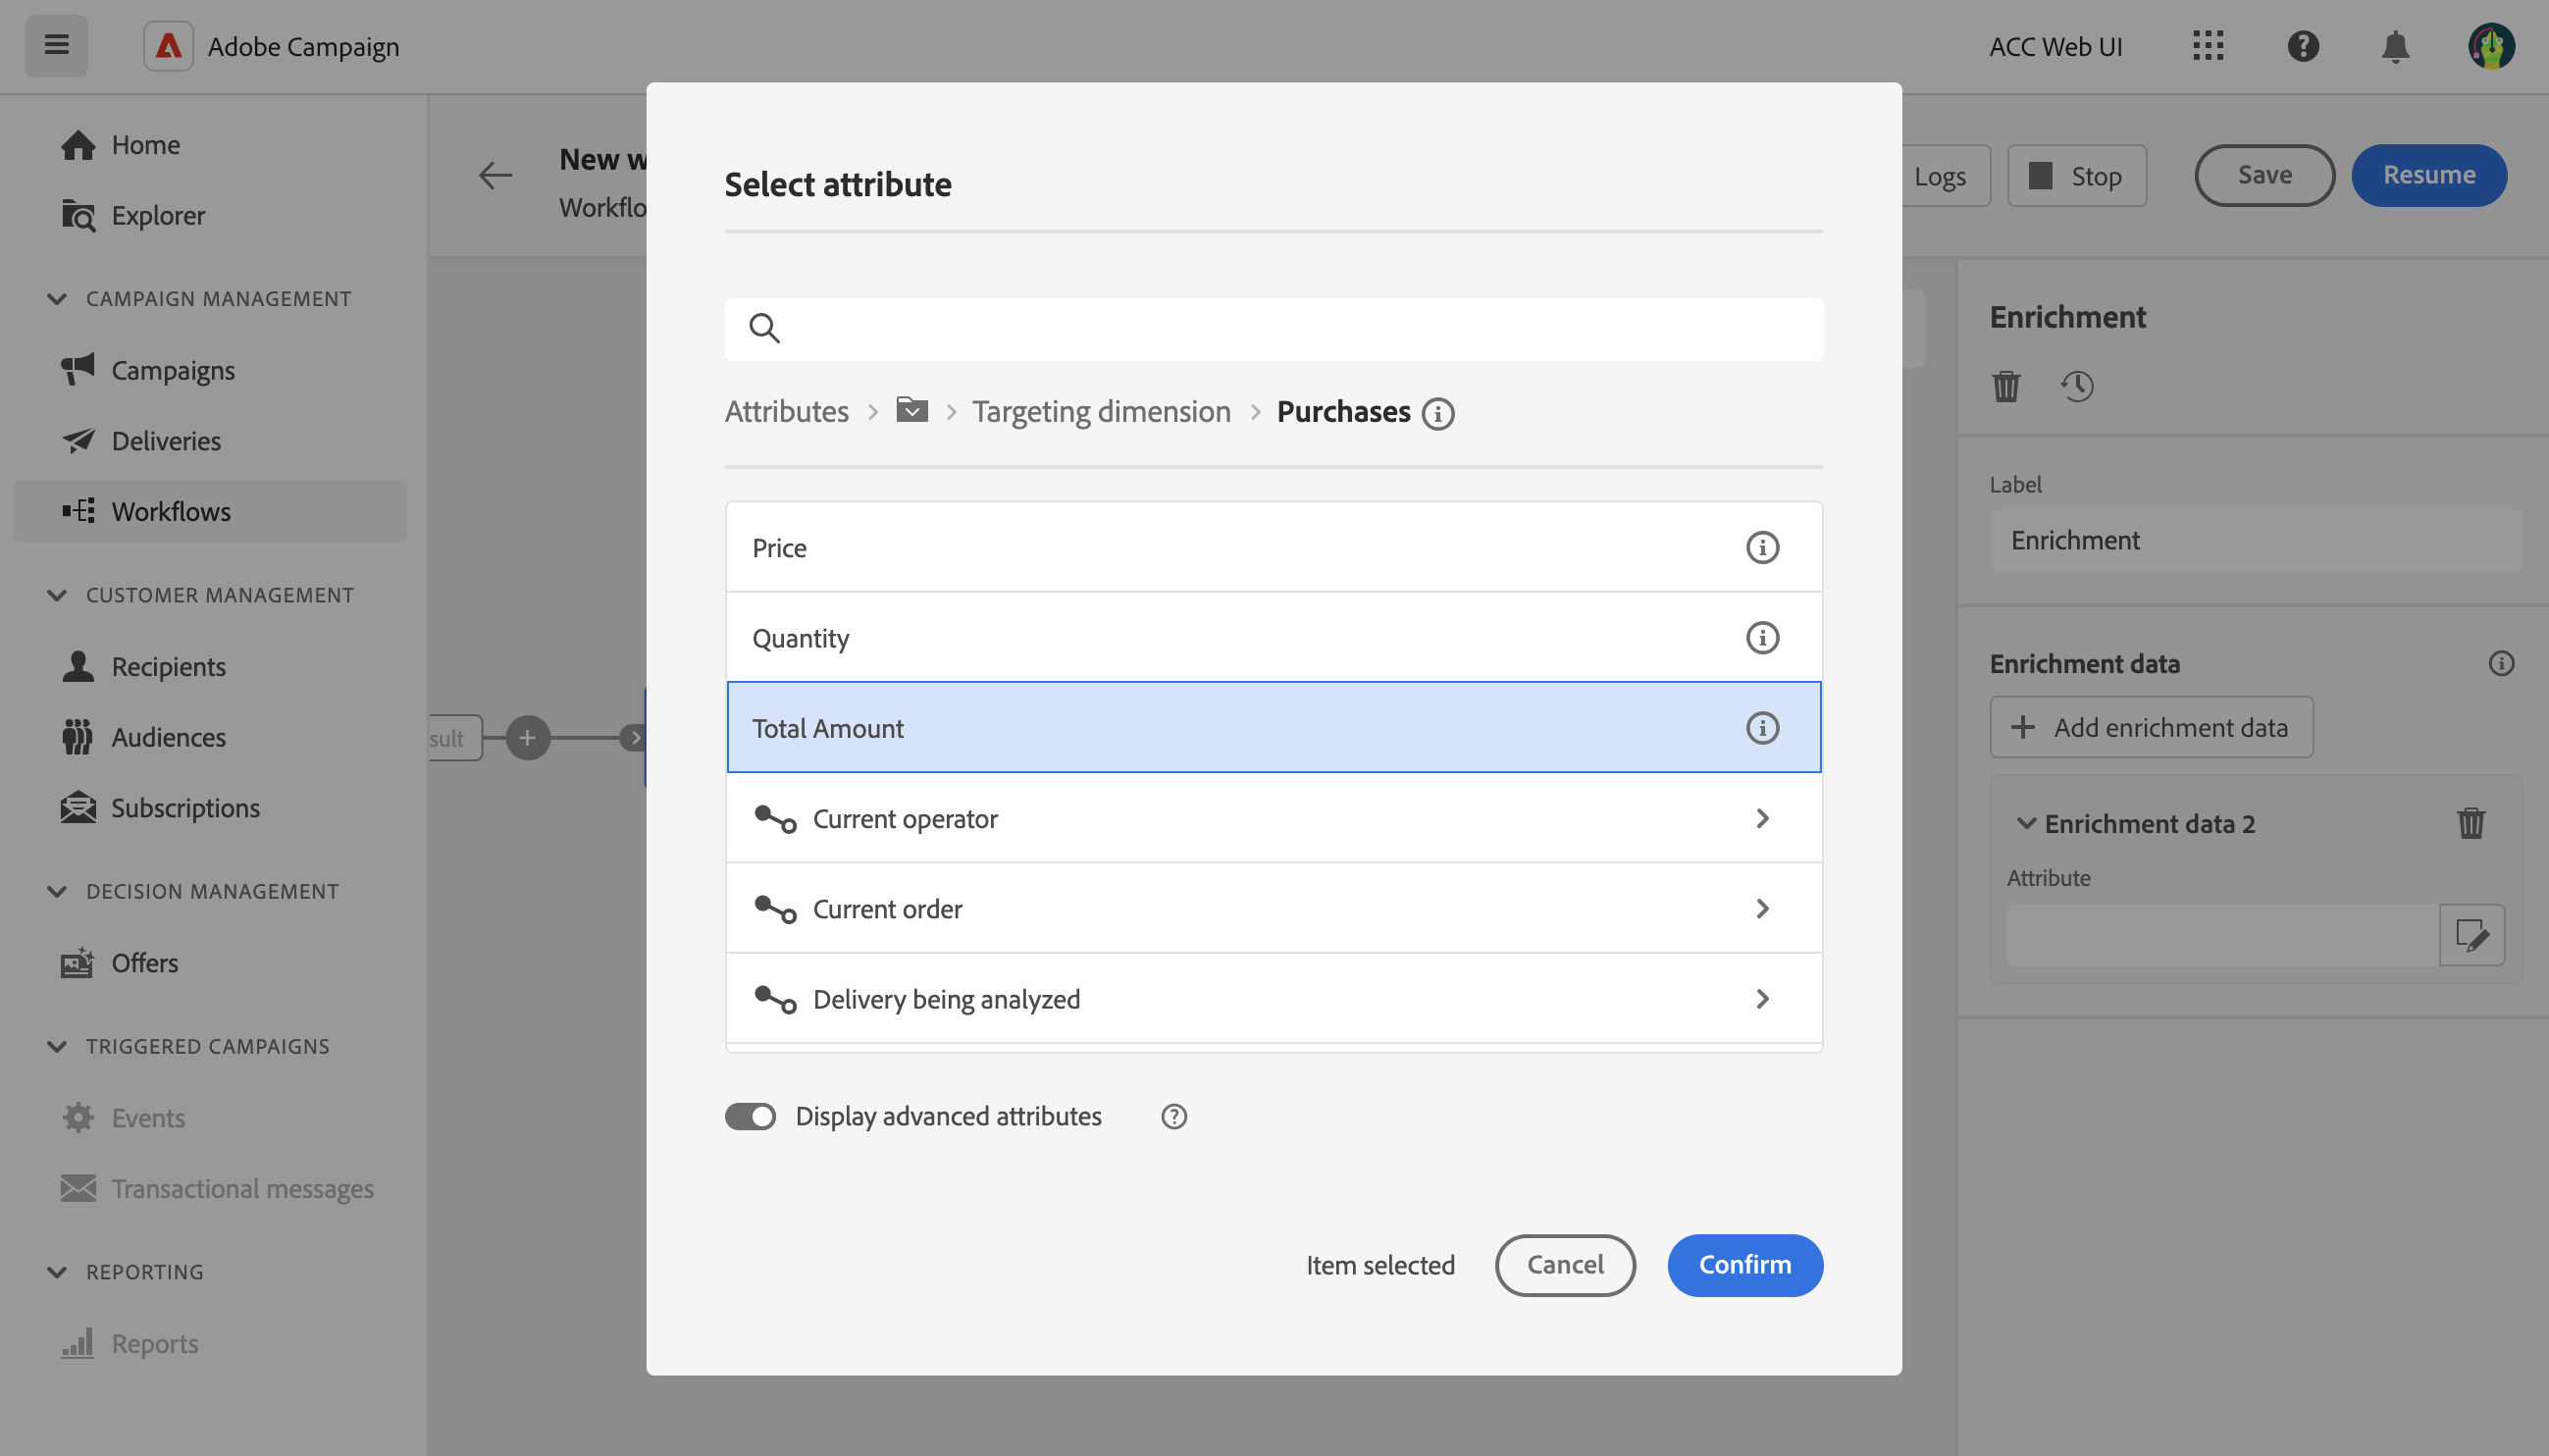 Adobe Campaign
ACC Web UI
Home
Explorer
CAMPAIGN MANAGEMENT
Campaigns
Deliveries
Workflows
CUSTOMER MANAGEMENT
Recipients
Audiences
Subscriptions
DECISION MANAGEMENT
Offers
TRIGGERED CAMPAIGNS
Events
Transactional messages
REPORTING
Reports
New w
Workflo
Logs
Stop
Save
Resume
sult
Select attribute
Attributes > > Targeting dimension > Purchases
Price
Quantity
Total Amount
Current operator
Current order
Delivery being analyzed
Display advanced attributes
Item selected
Cancel
Confirm
Enrichment
Label
Enrichment
Enrichment data
Add enrichment data
Enrichment data 2
Attribute